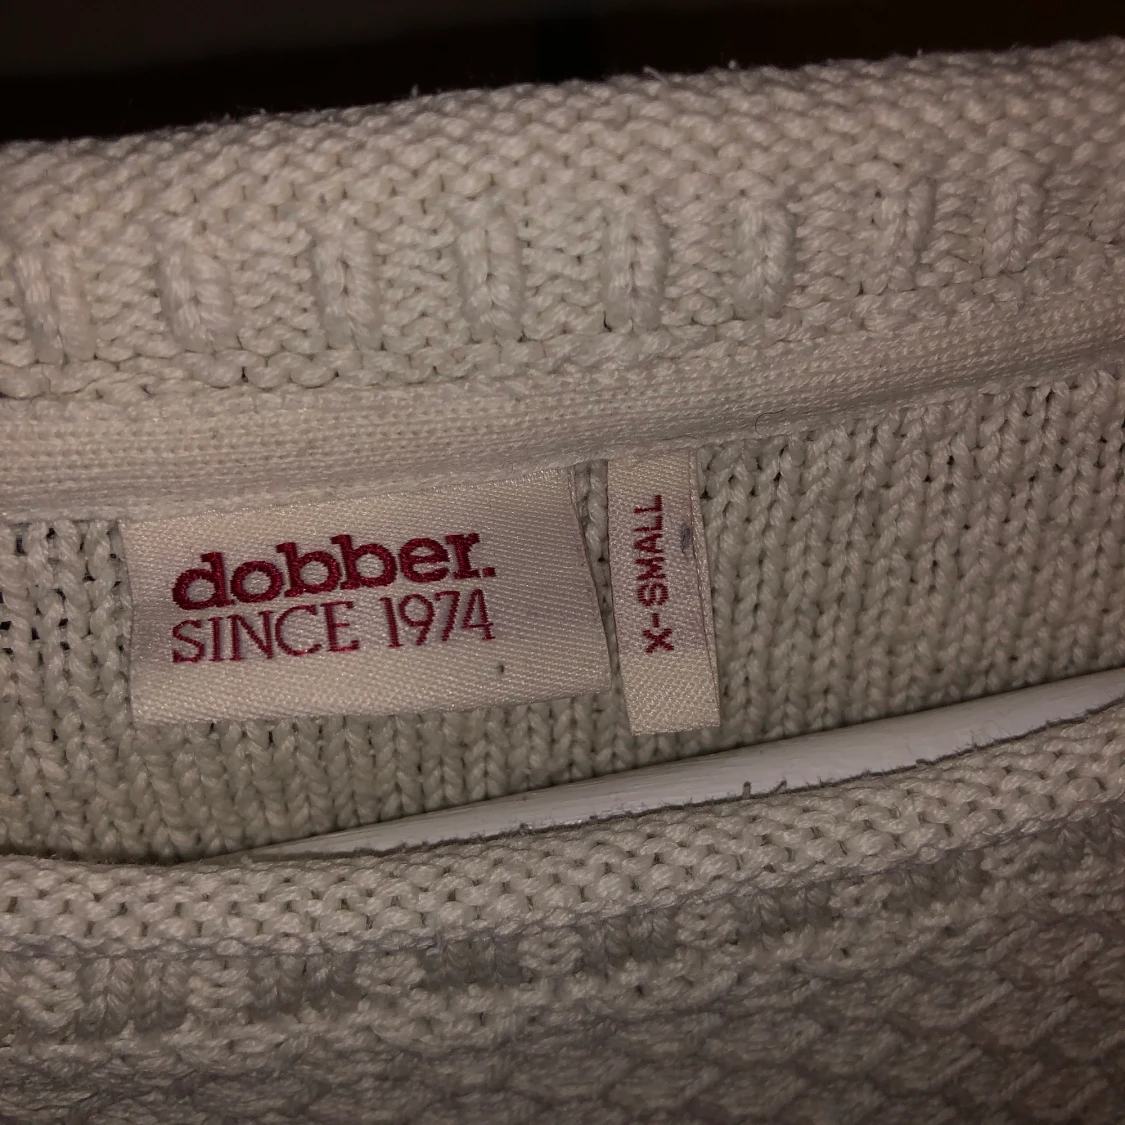 dobber.
SINCE 1974
X-SMALL